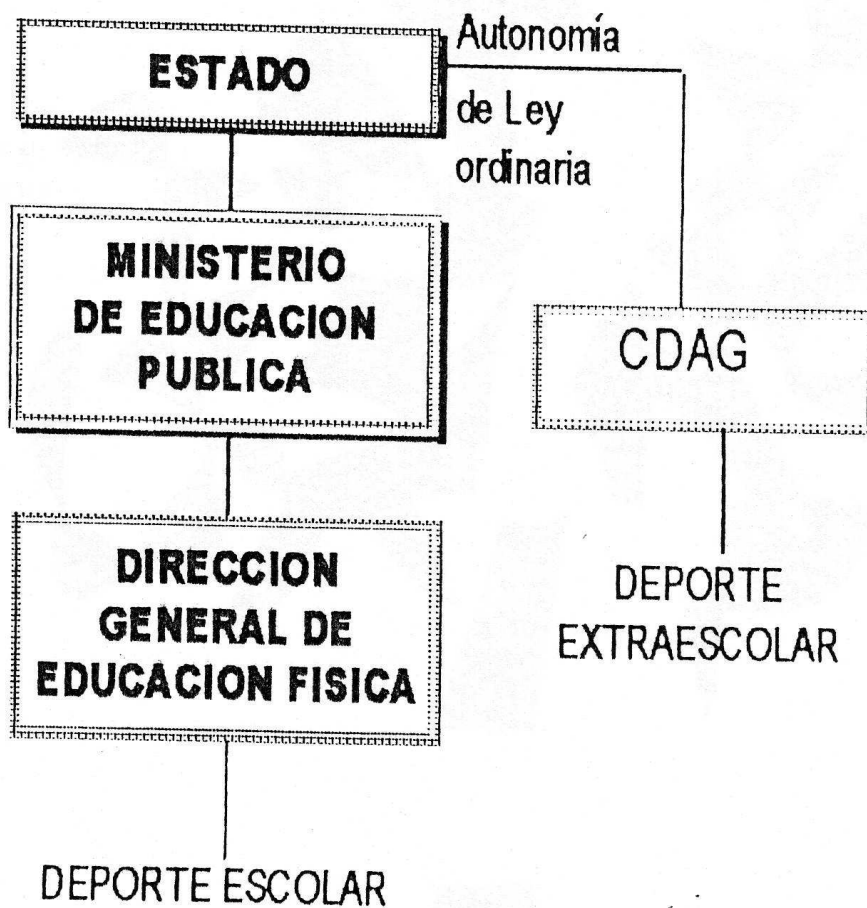 ESTADO
Autonomía
de Ley
ordinaria
MINISTERIO
DE EDUCACION
PUBLICA
CDAG
DIRECCION
GENERAL DE
EDUCACION FISICA
DEPORTE
EXTRAESCOLAR
DEPORTE ESCOLAR